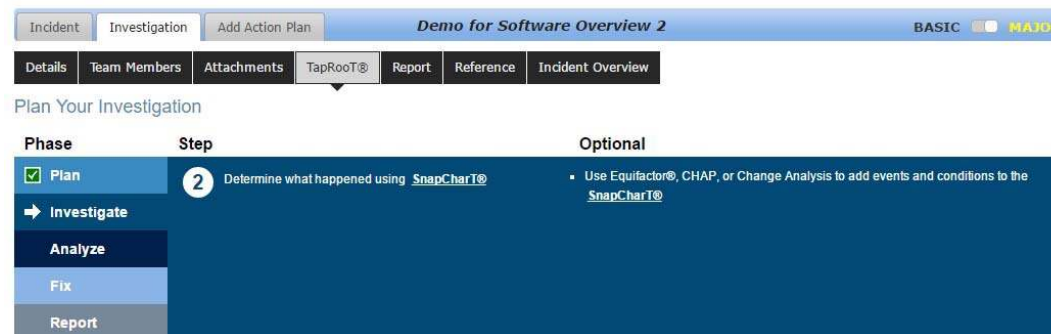 Incident Investigation Add Action Plan Demo for Software Overview 2 BASIC MAJO
Details Team Members Attachments TapRooT® Report Reference Incident Overview
Plan Your Investigation
Phase Step Optional
Plan 2 Determine what happened using SnapCharT® ▪ Use Equifactor®, CHAP, or Change Analysis to add events and conditions to the
SnapCharT®
Investigate
Analyze
Fix
Report